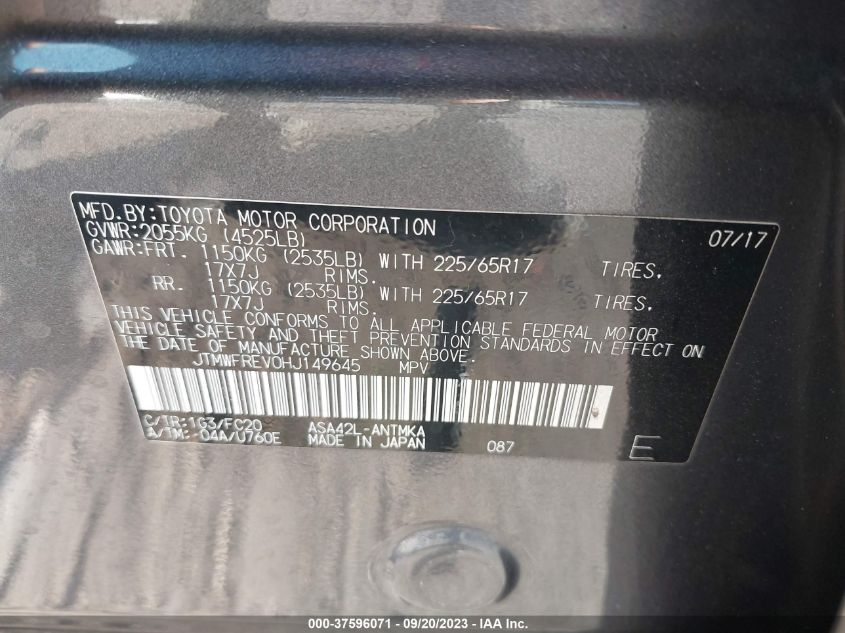 MFD.BY:TOYOTA MOTOR CORPORATION 07/17
GVWR:2055KG (4525LB)
GAWR:FRT. 1150KG (2535LB) WITH 225/65R17 TIRES,
17X7J RIMS.
RR. 1150KG (2535LB) WITH 225/65R17 TIRES,
17X7J RIMS.
THIS VEHICLE CONFORMS TO ALL APPLICABLE FEDERAL MOTOR
VEHICLE SAFETY AND THEFT PREVENTION STANDARDS IN EFFECT ON
THE DATE OF MANUFACTURE SHOWN ABOVE.
JTMWFREV0HJ149645 MPV
C/TR:1G3/FC20 ASA42L-ANTMKA
A/TM:-04A/U760E MADE IN JAPAN 087 E
000-37596071 - 09/20/2023 - IAA Inc.